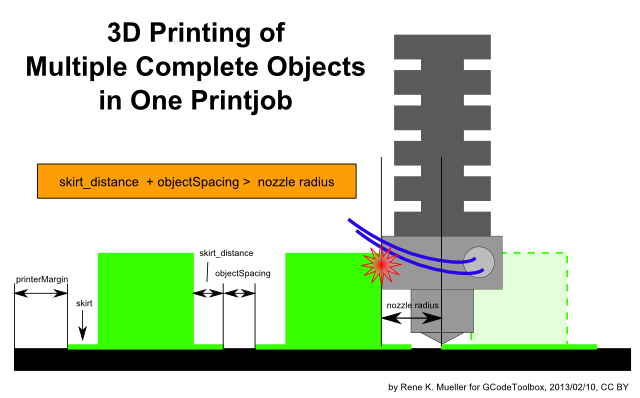 3D Printing of
Multiple Complete Objects
in One Printjob
skirt_distance + objectSpacing > nozzle radius
skirt_distance
objectSpacing
printerMargin
skirt
nozzle radius
by Rene K. Mueller for GCodeToolbox, 2013/02/10, CC BY